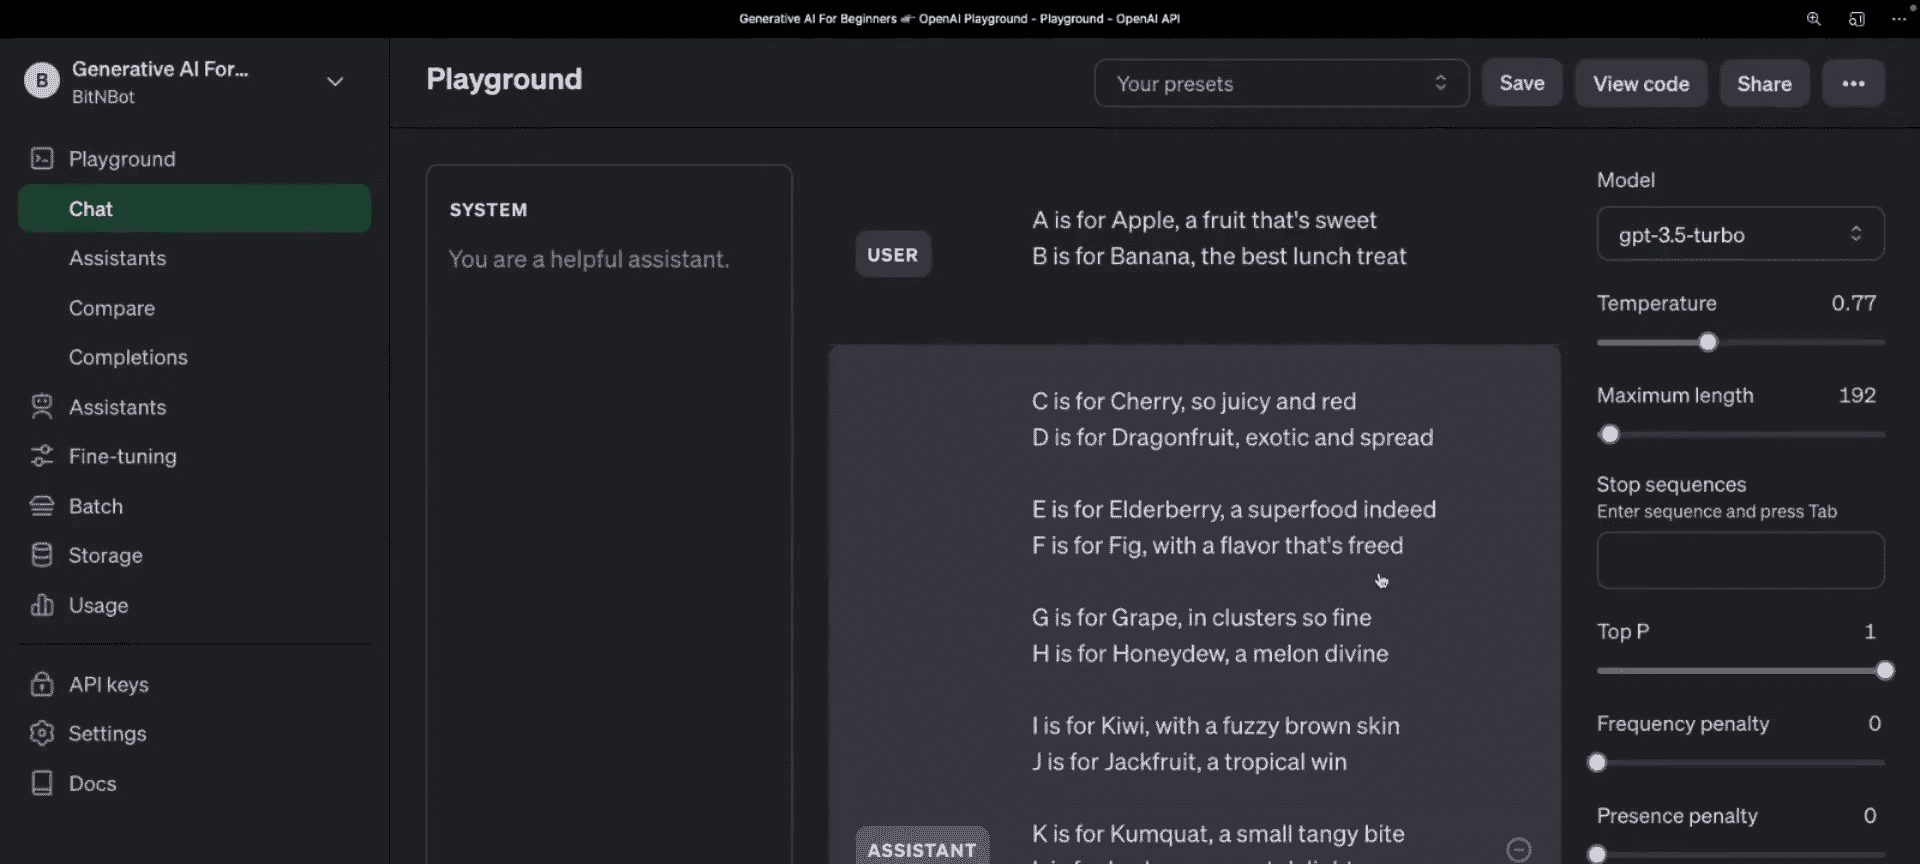 Generative AI For Beginners
OpenAI Playground - Playground - OpenAI API
B
Generative AI For...
BitNBot
Playground
Chat
Assistants
Compare
Completions
Assistants
Fine-tuning
Batch
Storage
Usage
API keys
Settings
Docs
Playground
Your presets
Save
View code
Share
SYSTEM
You are a helpful assistant.
USER
A is for Apple, a fruit that's sweet
B is for Banana, the best lunch treat
C is for Cherry, so juicy and red
D is for Dragonfruit, exotic and spread
E is for Elderberry, a superfood indeed
F is for Fig, with a flavor that's freed
G is for Grape, in clusters so fine
H is for Honeydew, a melon divine
I is for Kiwi, with a fuzzy brown skin
J is for Jackfruit, a tropical win
ASSISTANT
K is for Kumquat, a small tangy bite
Model
gpt-3.5-turbo
Temperature 0.77
Maximum length 192
Stop sequences
Enter sequence and press Tab
Top P 1
Frequency penalty 0
Presence penalty 0